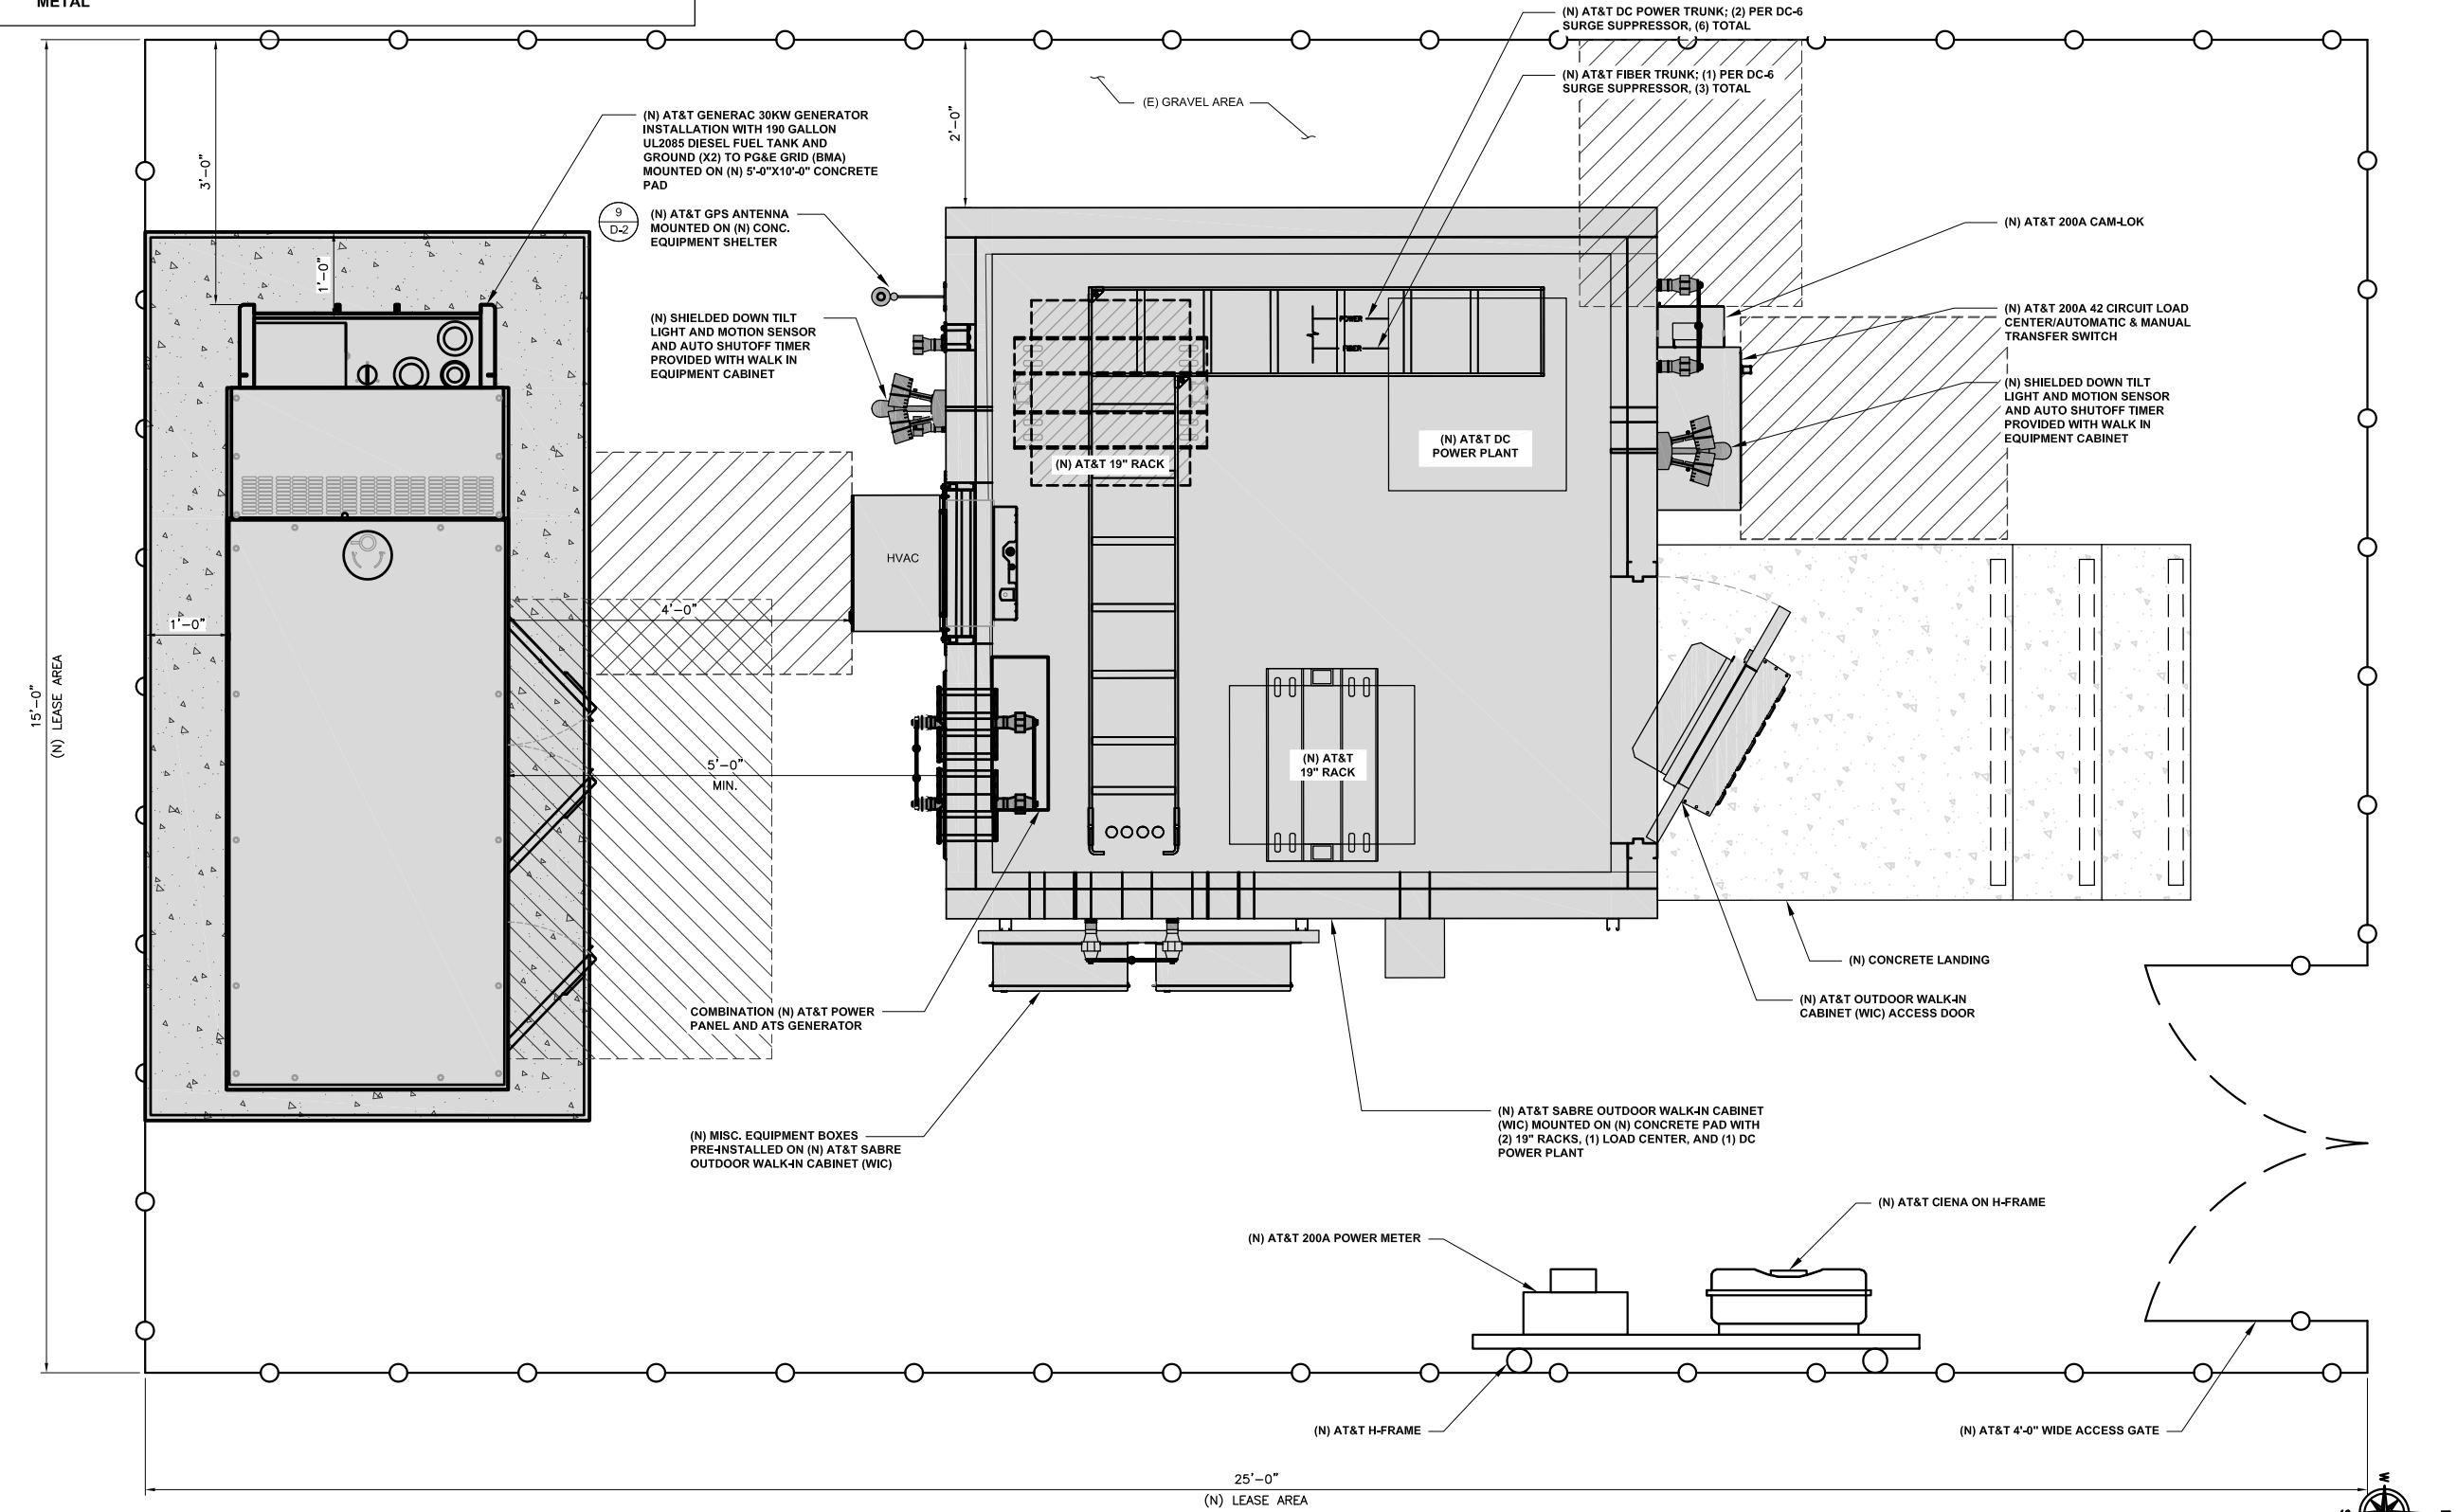 METAL
(N) AT&T DC POWER TRUNK; (2) PER DC-6
SURGE SUPPRESSOR, (6) TOTAL
(N) AT&T FIBER TRUNK; (1) PER DC-6
SURGE SUPPRESSOR, (3) TOTAL
(E) GRAVEL AREA
2'-0"
3'-0"
(N) AT&T GENERAC 30KW GENERATOR
INSTALLATION WITH 190 GALLON
UL2085 DIESEL FUEL TANK AND
GROUND (X2) TO PG&E GRID (BMA)
MOUNTED ON (N) 5'-0"X10'-0" CONCRETE
PAD
9
D-2
(N) AT&T GPS ANTENNA
MOUNTED ON (N) CONC.
EQUIPMENT SHELTER
(N) AT&T 200A CAM-LOK
1'-0"
(N) SHIELDED DOWN TILT
LIGHT AND MOTION SENSOR
AND AUTO SHUTOFF TIMER
PROVIDED WITH WALK IN
EQUIPMENT CABINET
POWER
FIBER
(N) AT&T 200A 42 CIRCUIT LOAD
CENTER/AUTOMATIC & MANUAL
TRANSFER SWITCH
(N) SHIELDED DOWN TILT
LIGHT AND MOTION SENSOR
AND AUTO SHUTOFF TIMER
PROVIDED WITH WALK IN
EQUIPMENT CABINET
(N) AT&T 19" RACK
(N) AT&T DC
POWER PLANT
HVAC
4'-0"
1'-0"
15'-0"
(N) LEASE AREA
5'-0"
MIN.
(N) AT&T
19" RACK
(N) CONCRETE LANDING
(N) AT&T OUTDOOR WALK-IN
CABINET (WIC) ACCESS DOOR
COMBINATION (N) AT&T POWER
PANEL AND ATS GENERATOR
(N) MISC. EQUIPMENT BOXES
PRE-INSTALLED ON (N) AT&T SABRE
OUTDOOR WALK-IN CABINET (WIC)
(N) AT&T SABRE OUTDOOR WALK-IN CABINET
(WIC) MOUNTED ON (N) CONCRETE PAD WITH
(2) 19" RACKS, (1) LOAD CENTER, AND (1) DC
POWER PLANT
(N) AT&T CIENA ON H-FRAME
(N) AT&T 200A POWER METER
(N) AT&T H-FRAME
(N) AT&T 4'-0" WIDE ACCESS GATE
25'-0"
(N) LEASE AREA
W